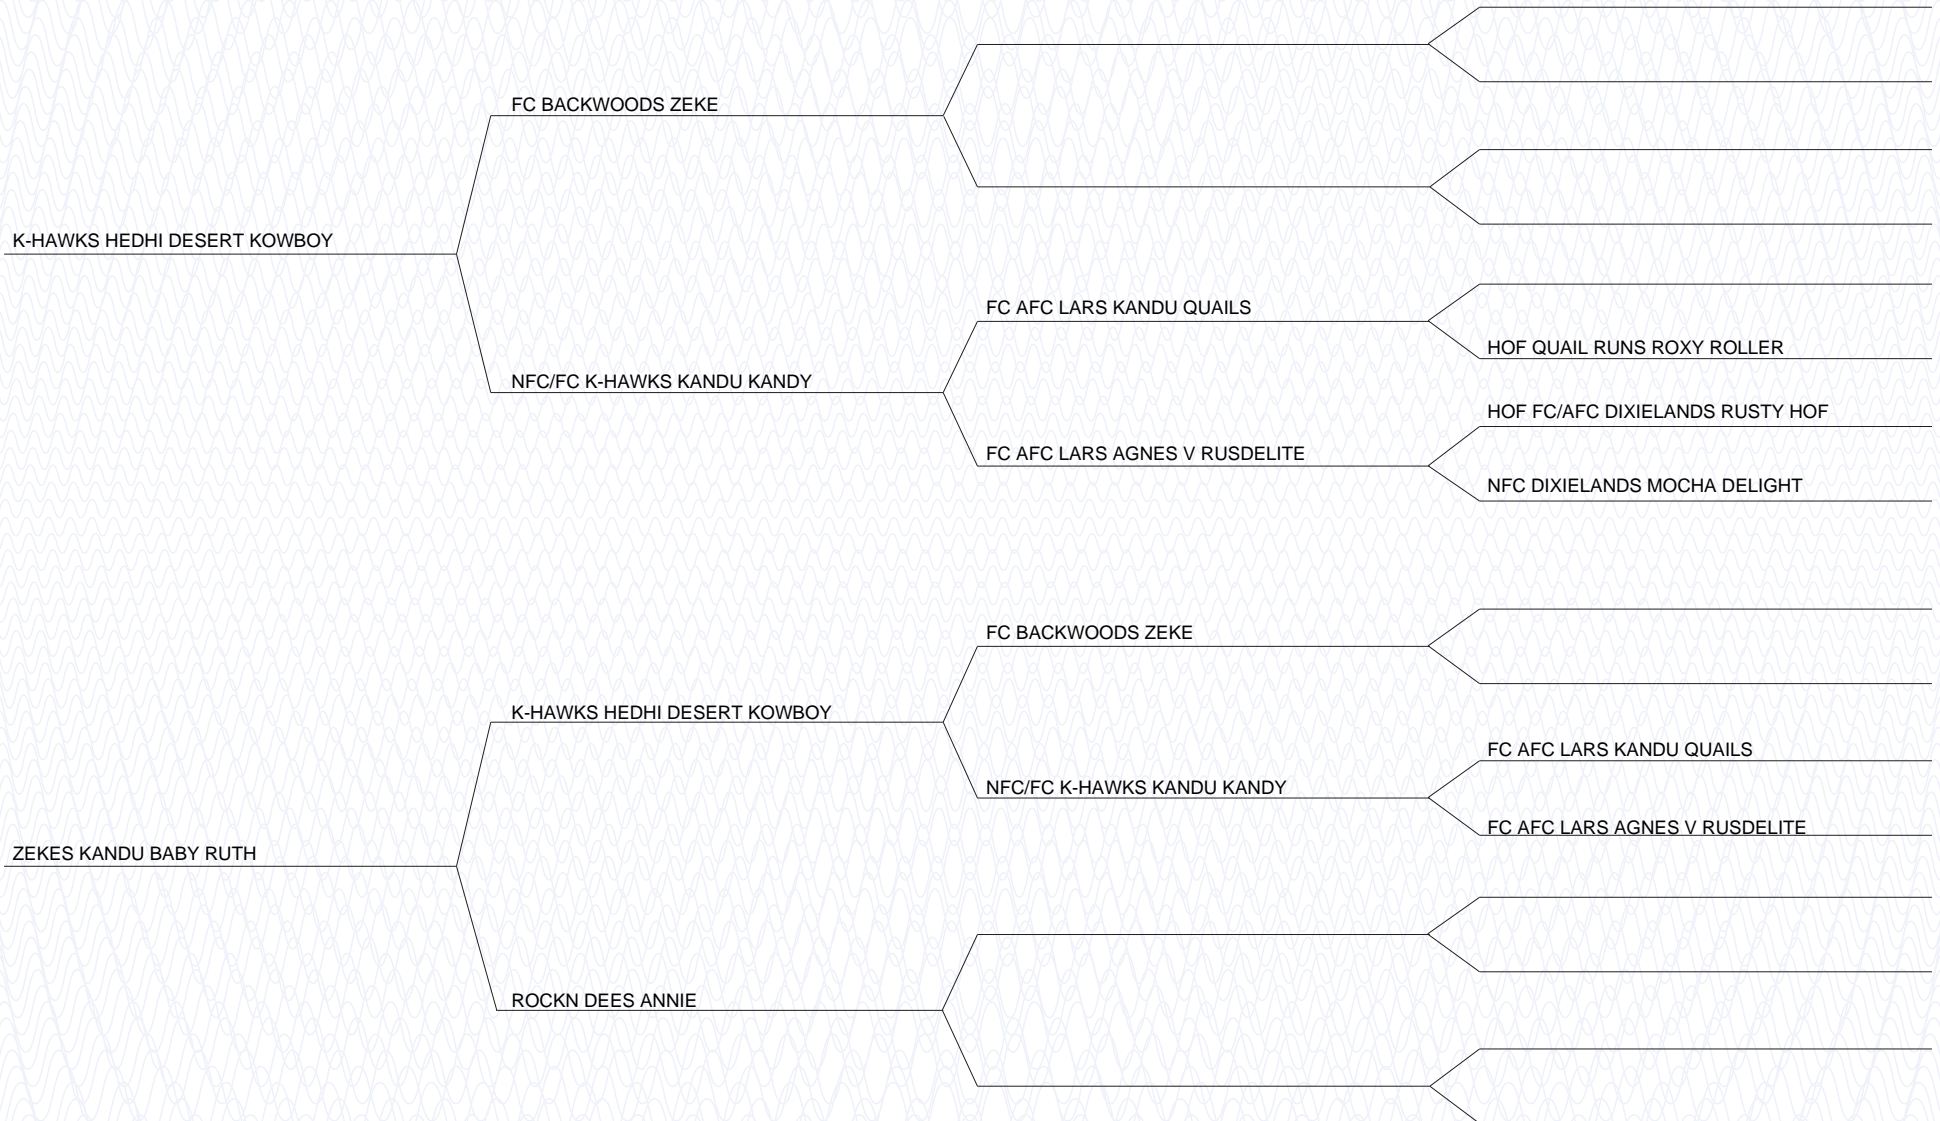 FC BACKWOODS ZEKE
K-HAWKS HEDHI DESERT KOWBOY
FC AFC LARS KANDU QUAILS
HOF QUAIL RUNS ROXY ROLLER
NFC/FC K-HAWKS KANDU KANDY
HOF FC/AFC DIXIELANDS RUSTY HOF
FC AFC LARS AGNES V RUSDELITE
NFC DIXIELANDS MOCHA DELIGHT
FC BACKWOODS ZEKE
K-HAWKS HEDHI DESERT KOWBOY
FC AFC LARS KANDU QUAILS
NFC/FC K-HAWKS KANDU KANDY
FC AFC LARS AGNES V RUSDELITE
ZEKES KANDU BABY RUTH
ROCKN DEES ANNIE